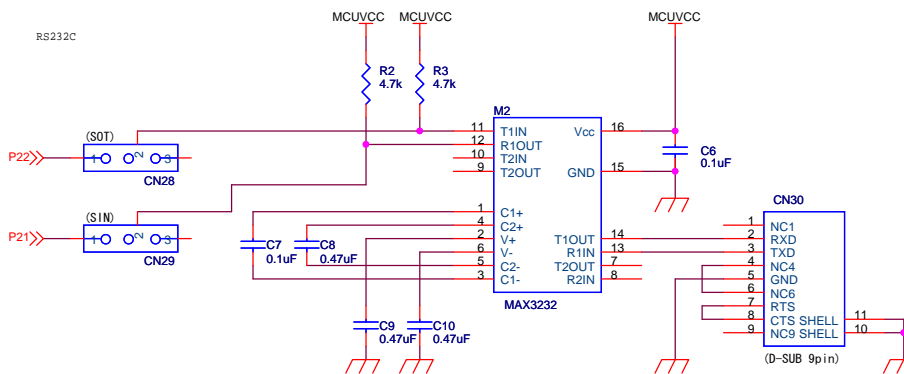 MCUVCC MCUVCC MCUVCC
RS232C
R2 R3
4.7k 4.7k
M2
(SOT) 11 T1IN Vcc 16
12 R1OUT
P22 1 2 3 10 T2IN C6
9 T2OUT GND 15 0.1uF
CN28
CN30
(SIN) 1 C1+ 1 NC1
4 C2+
P21 1 2 3 2 V+ T1OUT 14 2 RXD
C7 C8 6 V- R1IN 13 3 TXD
CN29 0.1uF 0.47uF 5 C2- T2OUT 7 4 NC4
3 C1- R2IN 8 5 GND
6 NC6
MAX3232 7 RTS
C9 C10 8 CTS SHELL 11
0.47uF 0.47uF 9 NC9 SHELL 10
(D-SUB 9pin)